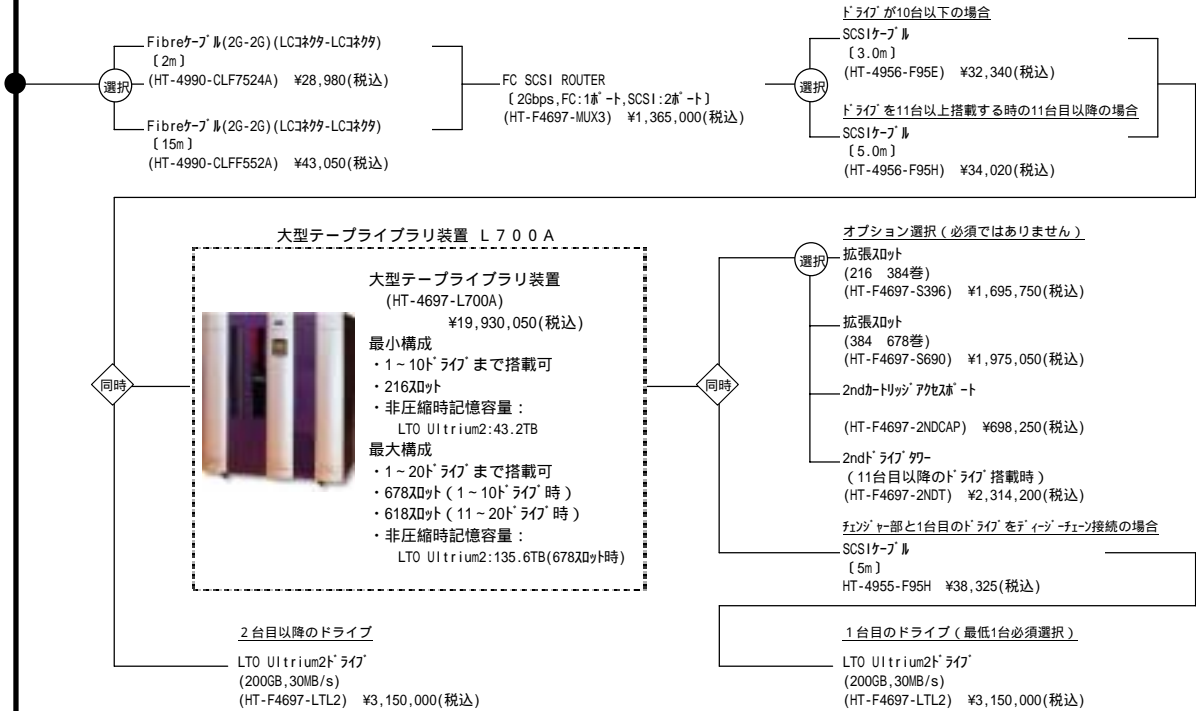 Fibreケーブル(2G-2G)(LCコネクタ-LCコネクタ)
〔2m〕
(HT-4990-CLF7524A) ¥28,980(税込)
選択
Fibreケーブル(2G-2G)(LCコネクタ-LCコネクタ)
〔15m〕
(HT-4990-CLFF552A) ¥43,050(税込)
FC SCSI ROUTER
〔2Gbps,FC:1ポート,SCSI:2ポート〕
(HT-F4697-MUX3) ¥1,365,000(税込)
選択
ドライブが10台以下の場合
SCSIケーブル
〔3.0m〕
(HT-4956-F95E) ¥32,340(税込)
ドライブを11台以上搭載する時の11台目以降の場合
SCSIケーブル
〔5.0m〕
(HT-4956-F95H) ¥34,020(税込)
同時
大型テープライブラリ装置 L700A
大型テープライブラリ装置
(HT-4697-L700A)
¥19,930,050(税込)
最小構成
・1~10ドライブまで搭載可
・216スロット
・非圧縮時記憶容量:
LTO Ultrium2:43.2TB
最大構成
・1~20ドライブまで搭載可
・678スロット(1~10ドライブ時)
・618スロット(11~20ドライブ時)
・非圧縮時記憶容量:
LTO Ultrium2:135.6TB(678スロット時)
同時
オプション選択(必須ではありません)
選択
拡張スロット
(216 384巻)
(HT-F4697-S396) ¥1,695,750(税込)
拡張スロット
(384 678巻)
(HT-F4697-S690) ¥1,975,050(税込)
2ndカートリッジアクセスポート
(HT-F4697-2NDCAP) ¥698,250(税込)
2ndドライブタワー
(11台目以降のドライブ搭載時)
(HT-F4697-2NDT) ¥2,314,200(税込)
チェンジャー部と1台目のドライブをディージーチェーン接続の場合
SCSIケーブル
〔5m〕
HT-4955-F95H ¥38,325(税込)
2台目以降のドライブ
LTO Ultrium2ドライブ
(200GB,30MB/s)
(HT-F4697-LTL2) ¥3,150,000(税込)
1台目のドライブ(最低1台必須選択)
LTO Ultrium2ドライブ
(200GB,30MB/s)
(HT-F4697-LTL2) ¥3,150,000(税込)